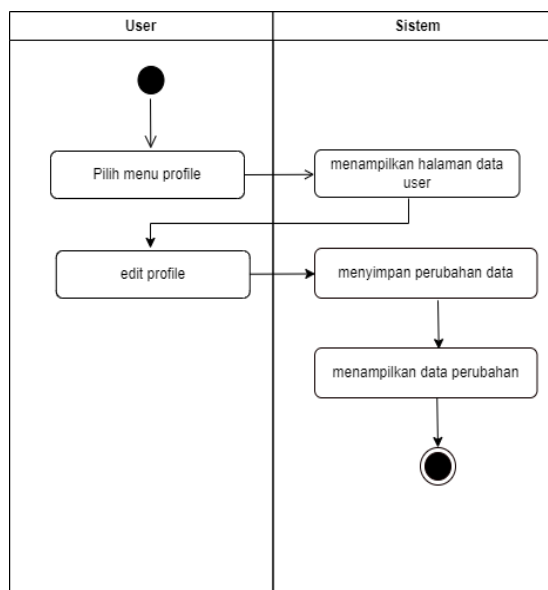 User
Sistem
Pilih menu profile
menampilkan halaman data
user
edit profile
menyimpan perubahan data
menampilkan data perubahan